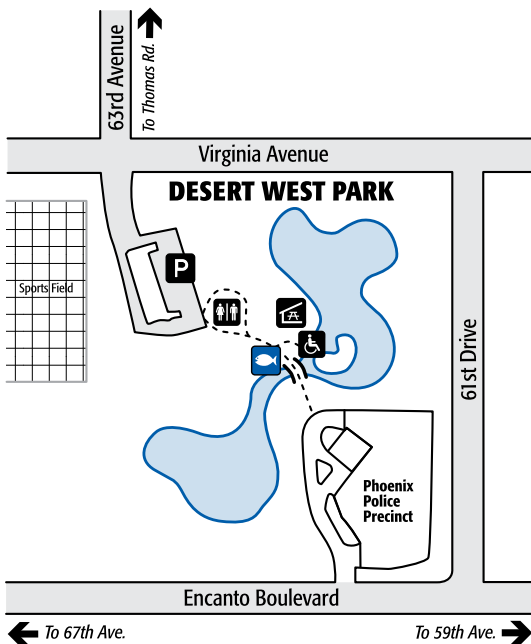 63rd Avenue
To Thomas Rd.
Virginia Avenue
DESERT WEST PARK
P
Sports Field
61st Drive
Phoenix
Police
Precinct
Encanto Boulevard
To 67th Ave.
To 59th Ave.